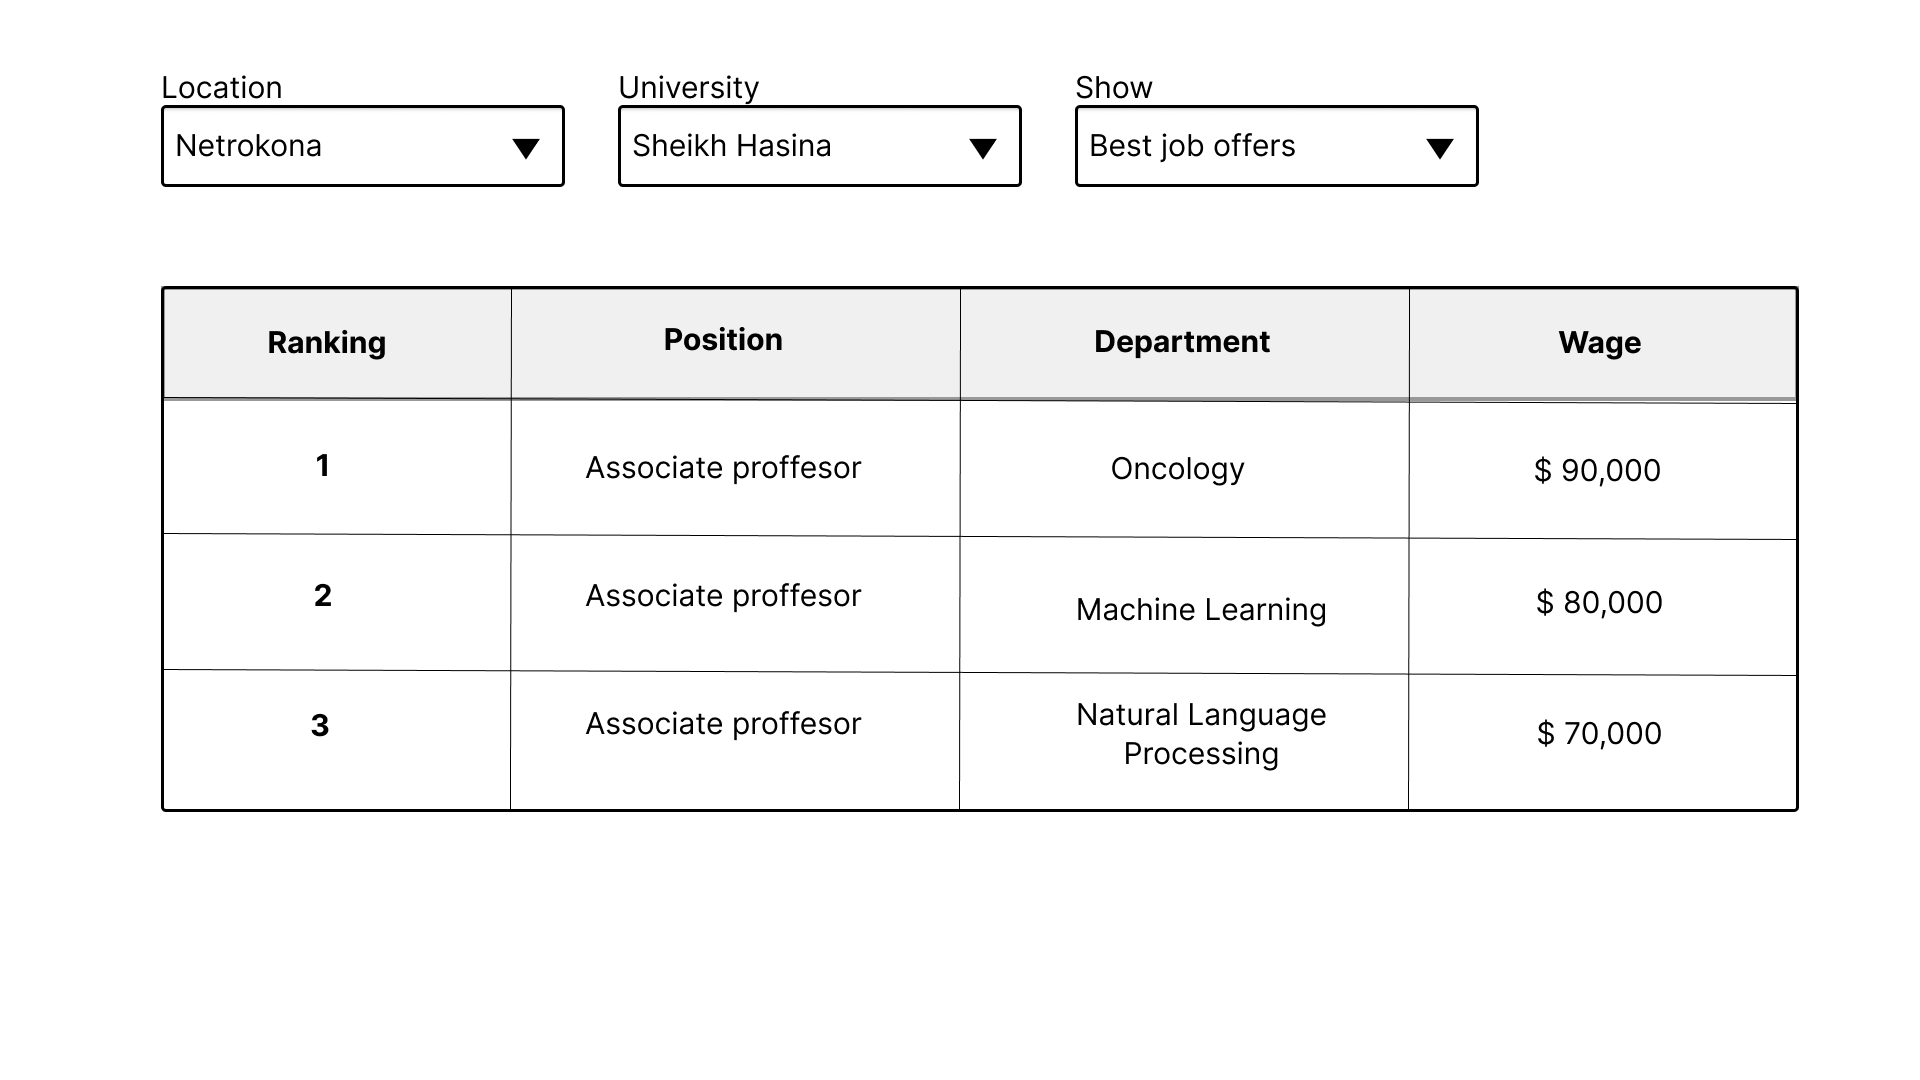 Location University Show
Netrokona Sheikh Hasina Best job offers
Ranking Position Department Wage
1 Associate proffesor Oncology $ 90,000
2 Associate proffesor Machine Learning $ 80,000
3 Associate proffesor Natural Language Processing $ 70,000